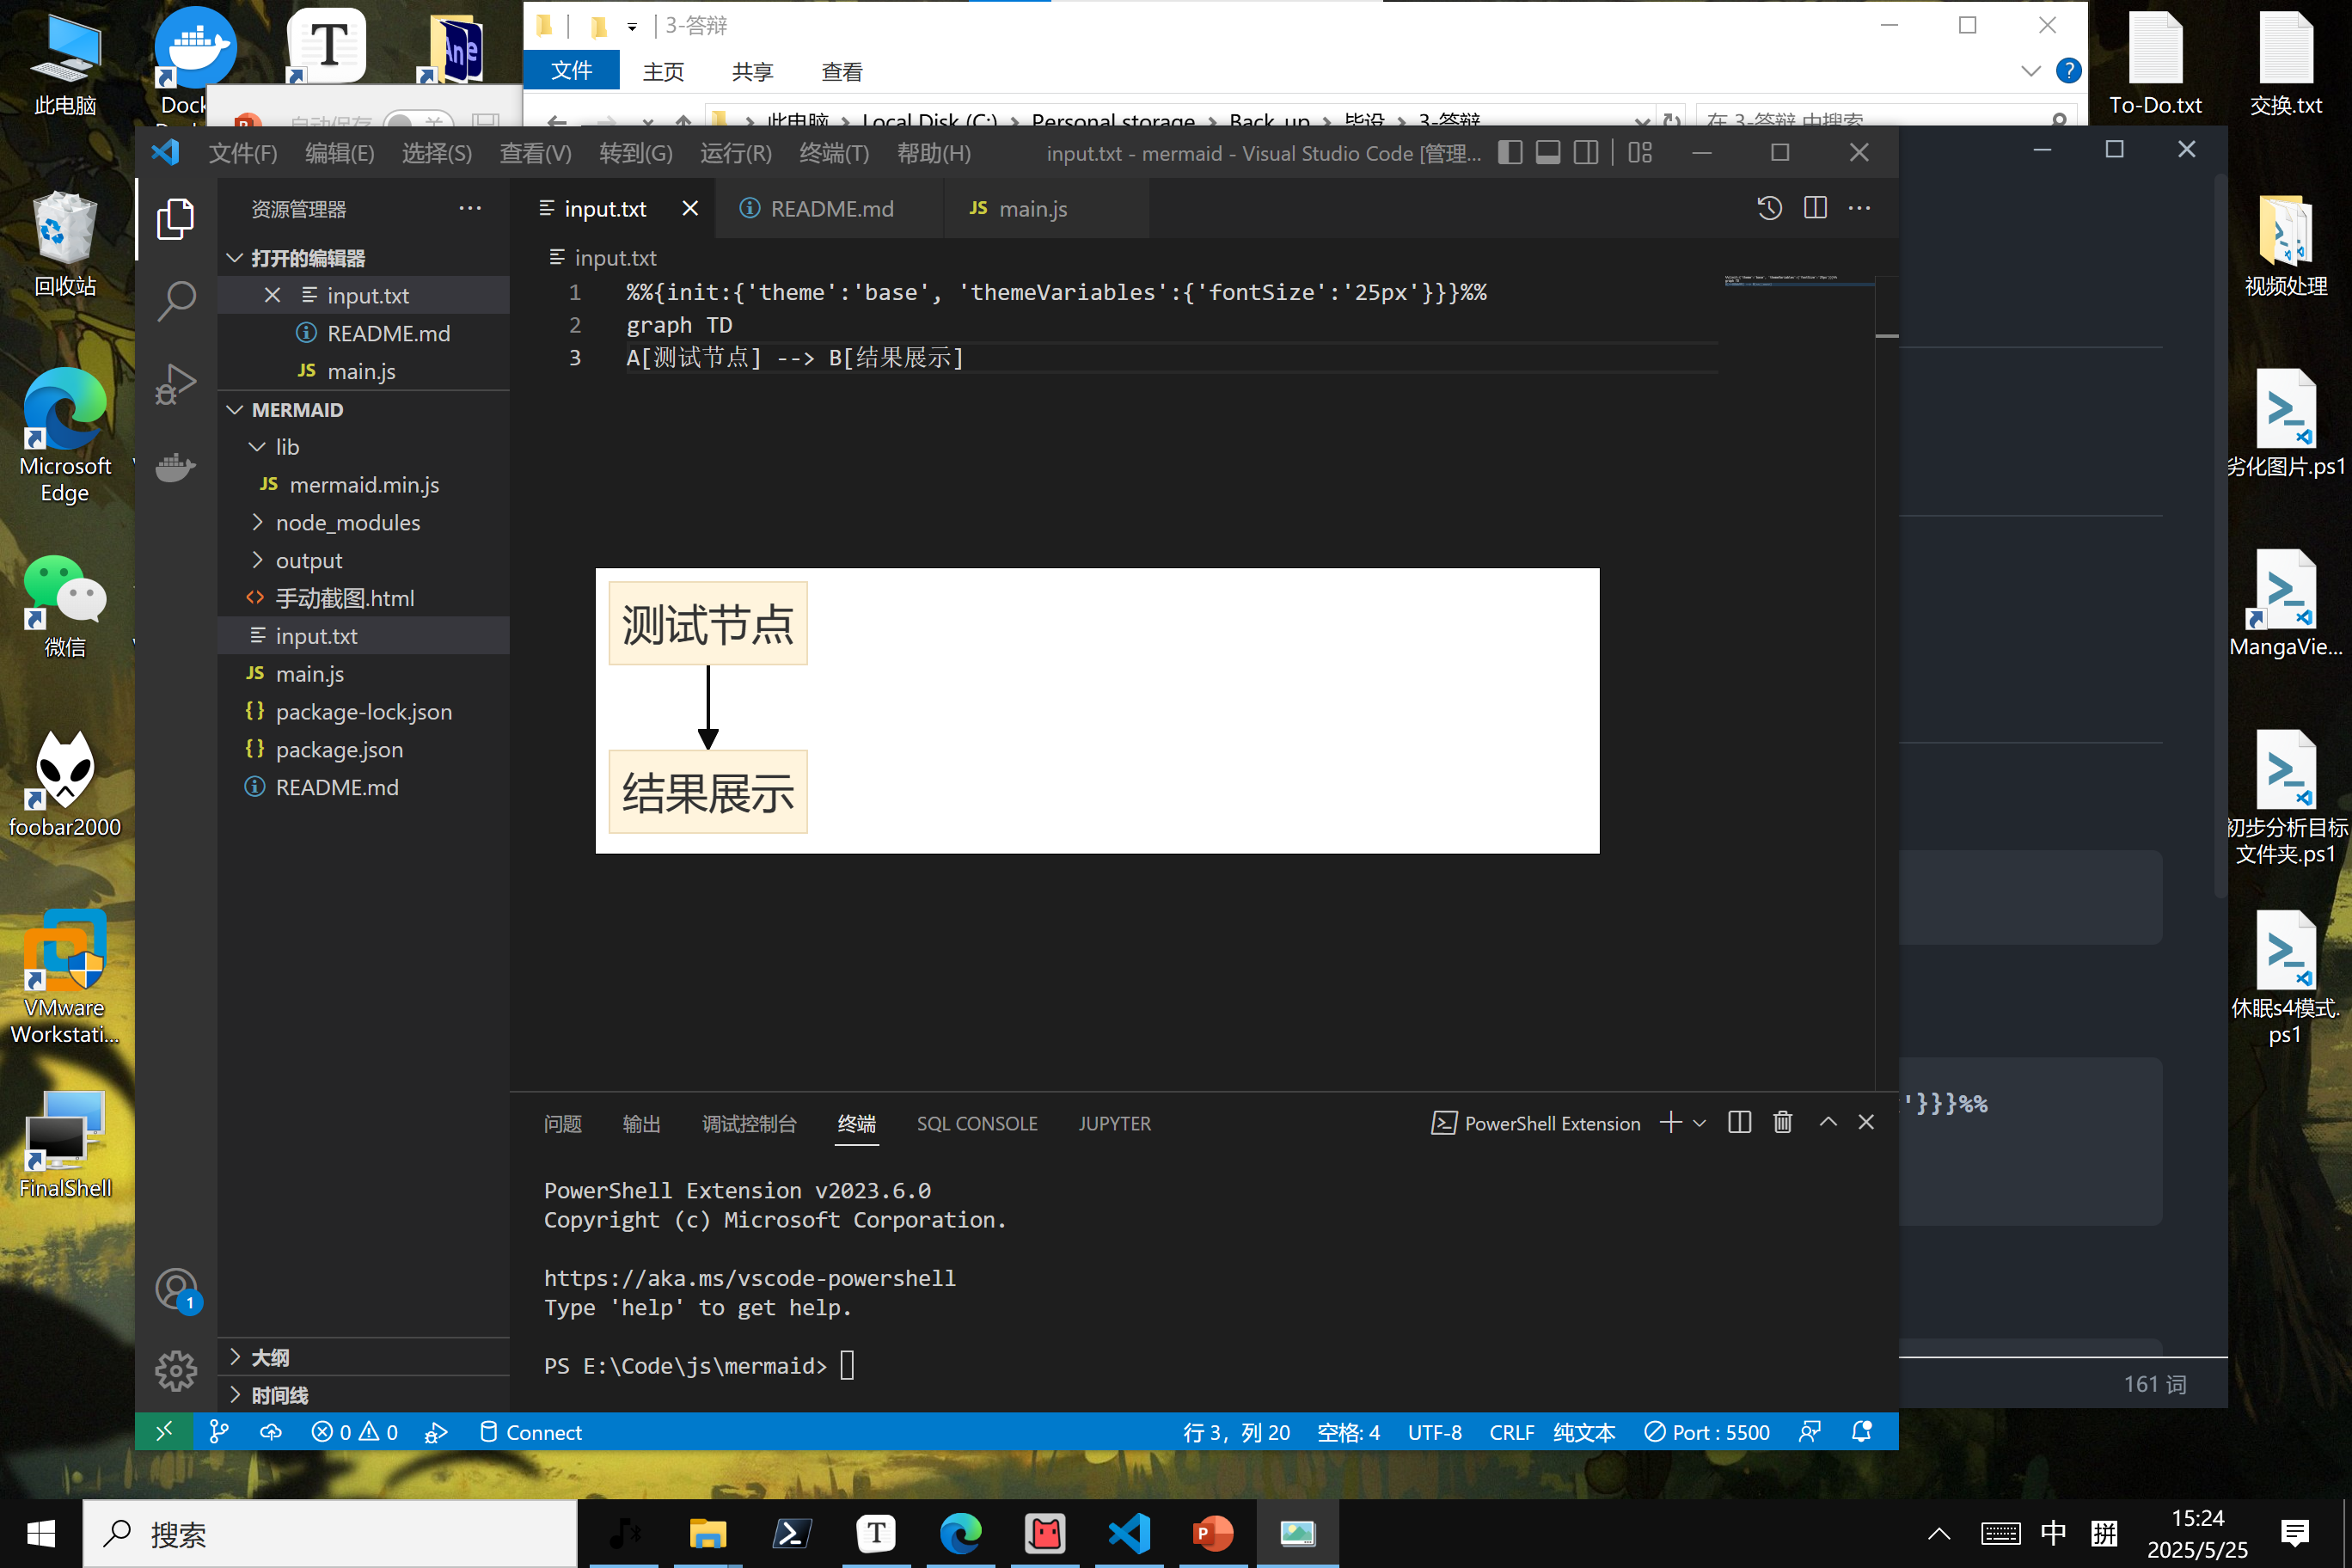 此电脑
Dock
T
Ane
3-答辩
文件
主页
共享
查看
此电脑 > Local Disk (C:) > Personal storage > Back_up > 毕设 > 3-答辩
在 3-答辩 中搜索
自动保存
关
To-Do.txt
交换.txt
文件(F)
编辑(E)
选择(S)
查看(V)
转到(G)
运行(R)
终端(T)
帮助(H)
input.txt - mermaid - Visual Studio Code [管理...
资源管理器
input.txt
README.md
JS main.js
打开的编辑器
input.txt
README.md
JS main.js
input.txt
1 %%{init:{'theme':'base', 'themeVariables':{'fontSize':'25px'}}}%%
2 graph TD
3 A[测试节点] --> B[结果展示]
MERMAID
lib
JS mermaid.min.js
node_modules
output
手动截图.html
input.txt
JS main.js
{} package-lock.json
{} package.json
README.md
测试节点
结果展示
大纲
时间线
问题
输出
调试控制台
终端
SQL CONSOLE
JUPYTER
PowerShell Extension
PowerShell Extension v2023.6.0
Copyright (c) Microsoft Corporation.
https://aka.ms/vscode-powershell
Type 'help' to get help.
PS E:\Code\js\mermaid>
1
0
0
Connect
行 3，列 20
空格: 4
UTF-8
CRLF
纯文本
Port : 5500
'}}}%%
161 词
回收站
Microsoft
Edge
微信
foobar2000
VMware
Workstati...
FinalShell
视频处理
劣化图片.ps1
MangaVie...
初步分析目标
文件夹.ps1
休眠s4模式.
ps1
搜索
T
P
中
拼
15:24
2025/5/25